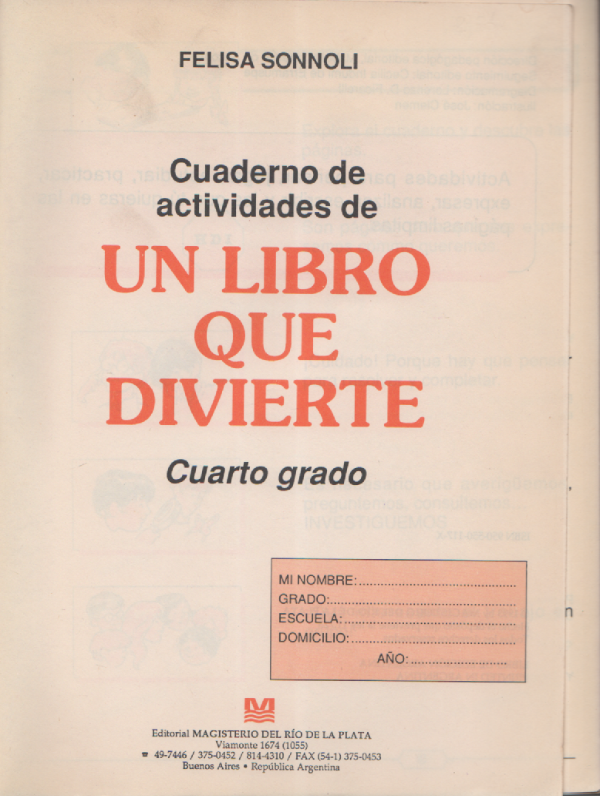 FELISA SONNOLI
Cuaderno de
actividades de
UN LIBRO
QUE
DIVIERTE
Cuarto grado
MI NOMBRE:
GRADO:
ESCUELA:
DOMICILIO:
AÑO:
Editorial MAGISTERIO DEL RÍO DE LA PLATA
Viamonte 1674 (1055)
☎ 49-7446 / 375-0452 / 814-4310 / FAX (54-1) 375-0453
Buenos Aires • República Argentina